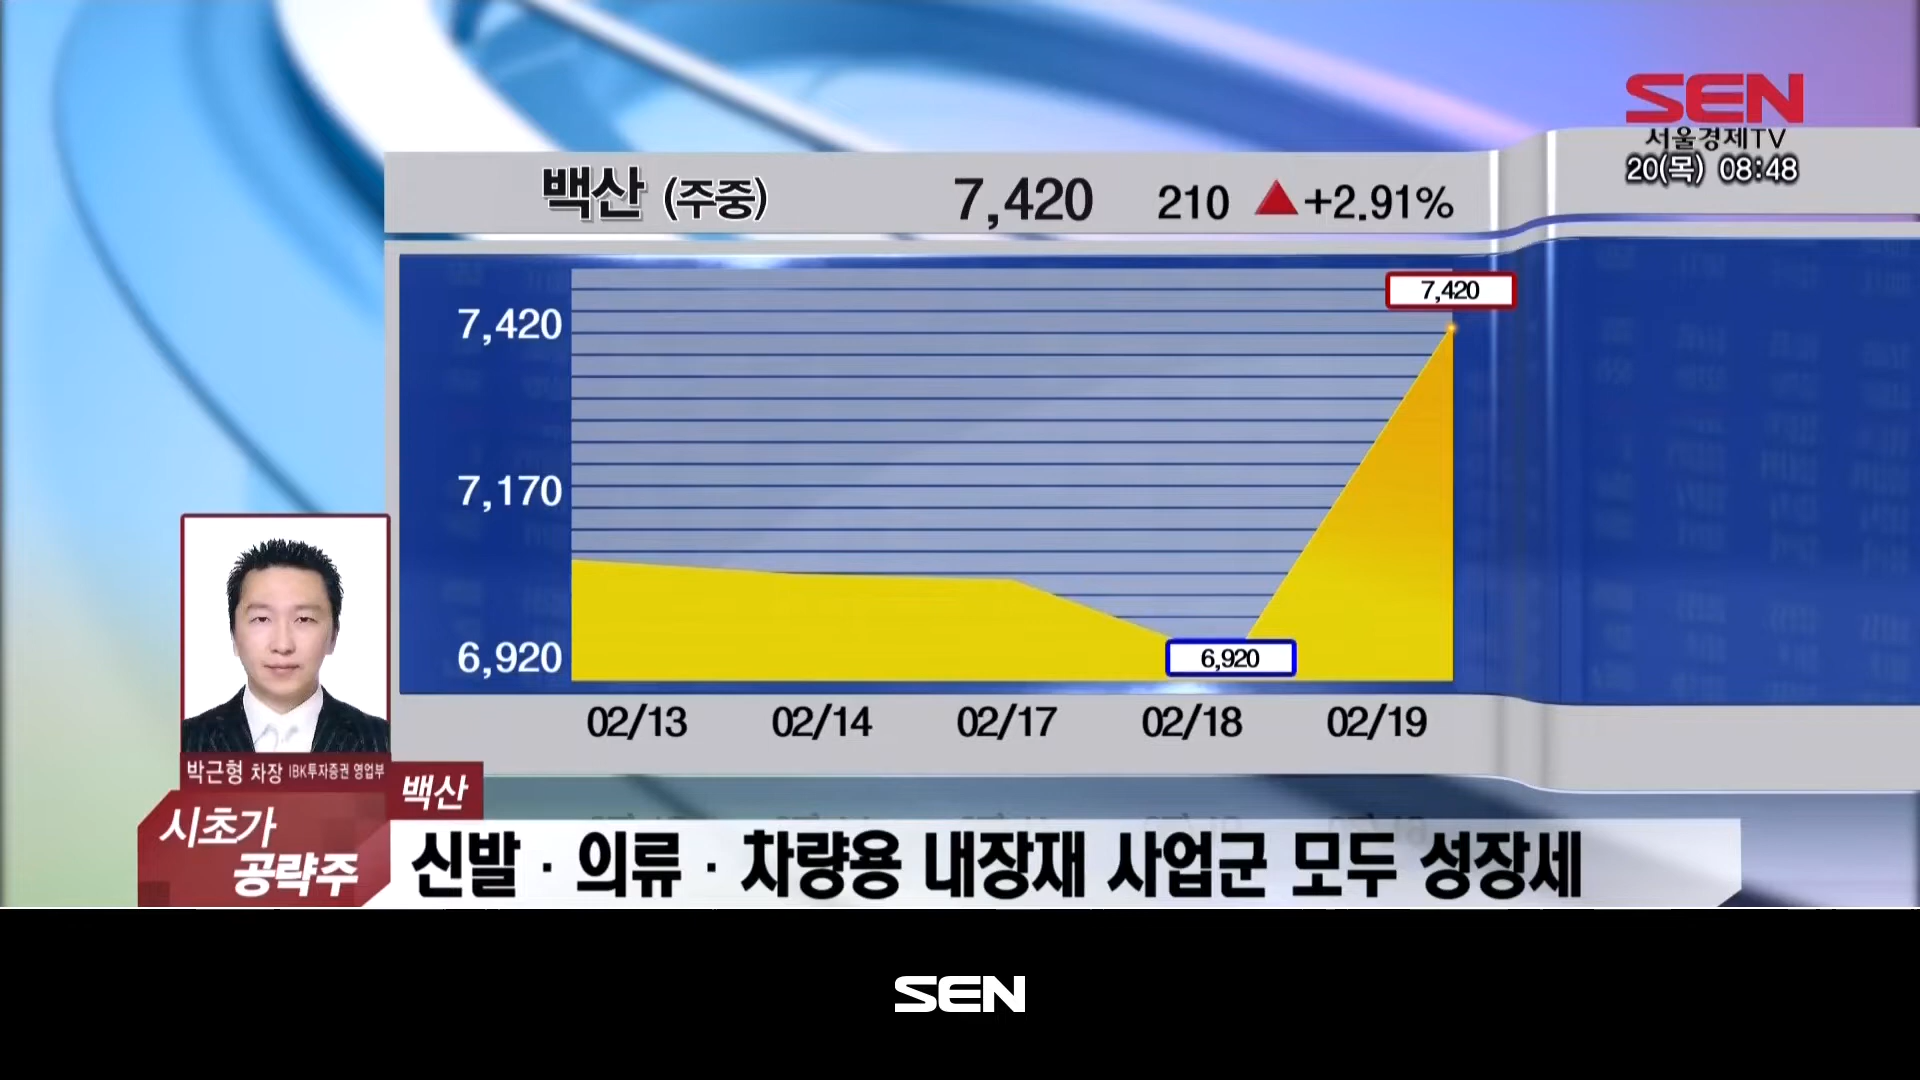 SEN
서울경제TV
20(목) 08:48
백산 (주중) 7,420 210 ▲+2.91%
7,420
7,420
7,170
6,920
6,920
02/13 02/14 02/17 02/18 02/19
박근형 차장 IBK투자증권 영업부
백산
시초가
공략주
신발 · 의류 · 차량용 내장재 사업군 모두 성장세
SEN